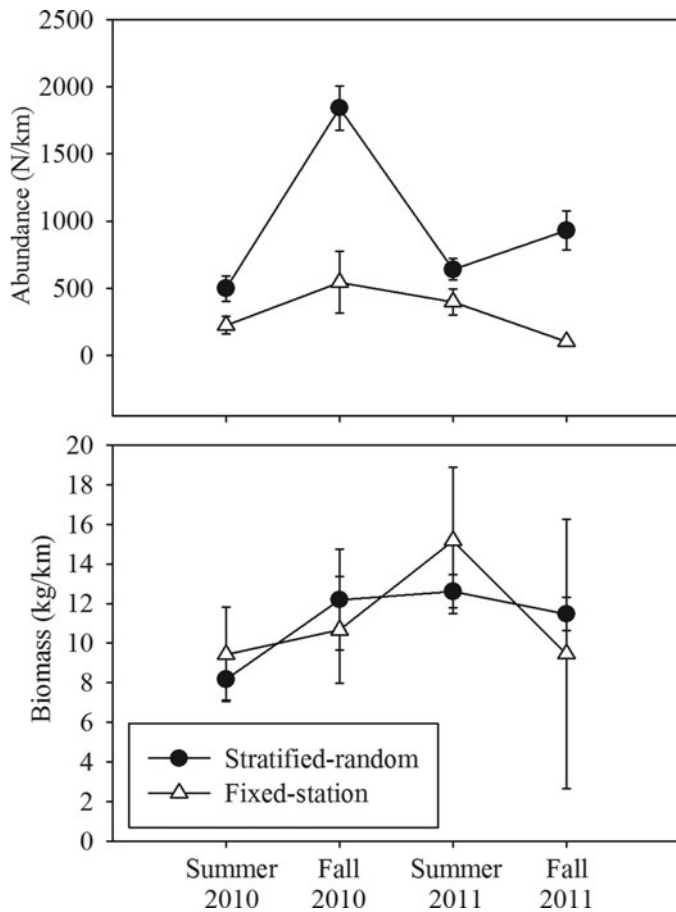 2500
2000
1500
1000
500
0
Abundance (N/km)
20
18
16
14
12
10
8
6
4
2
0
Biomass (kg/km)
Stratified-random
Fixed-station
Summer
2010
Fall
2010
Summer
2011
Fall
2011